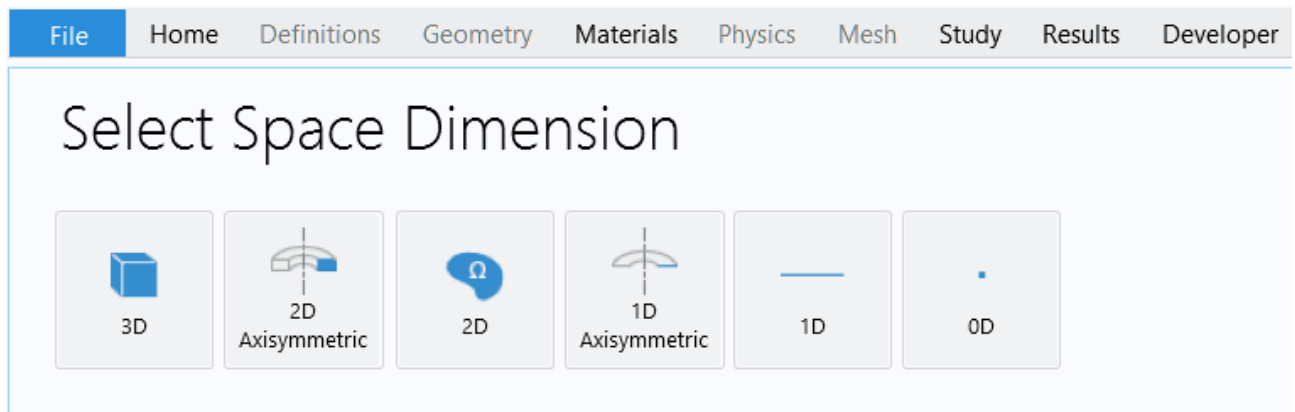 File Home Definitions Geometry Materials Physics Mesh Study Results Developer
Select Space Dimension
3D
2D
Axisymmetric
Ω
2D
1D
Axisymmetric
1D
0D